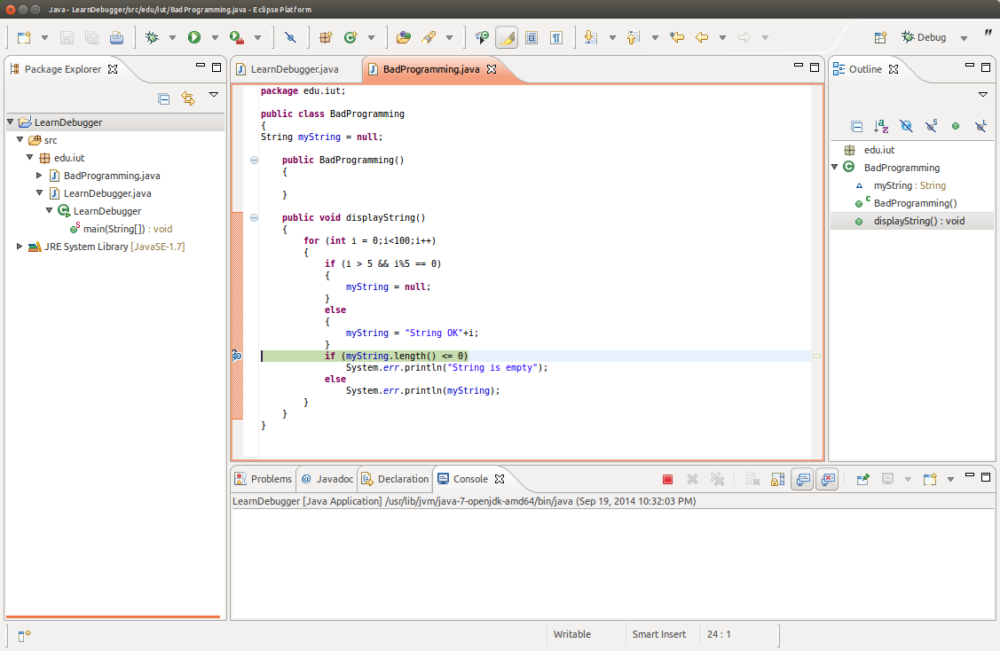 Java - LearnDebugger/src/edu/iut/BadProgramming.java - Eclipse Platform
Debug
"
Package Explorer
LearnDebugger
src
edu.iut
BadProgramming.java
LearnDebugger.java
LearnDebugger
main(String[]) : void
JRE System Library [JavaSE-1.7]
LearnDebugger.java
BadProgramming.java
package edu.iut;
public class BadProgramming
{
String myString = null;
public BadProgramming()
{
}
public void displayString()
{
for (int i = 0;i<100;i++)
{
if (i > 5 && i%5 == 0)
{
myString = null;
}
else
{
myString = "String OK"+i;
}
if (myString.length() <= 0)
System.err.println("String is empty");
else
System.err.println(myString);
}
}
}
Outline
edu.iut
BadProgramming
myString : String
BadProgramming()
displayString() : void
Problems
@ Javadoc
Declaration
Console
LearnDebugger [Java Application] /usr/lib/jvm/java-7-openjdk-amd64/bin/java (Sep 19, 2014 10:32:03 PM)
Writable
Smart Insert
24 : 1